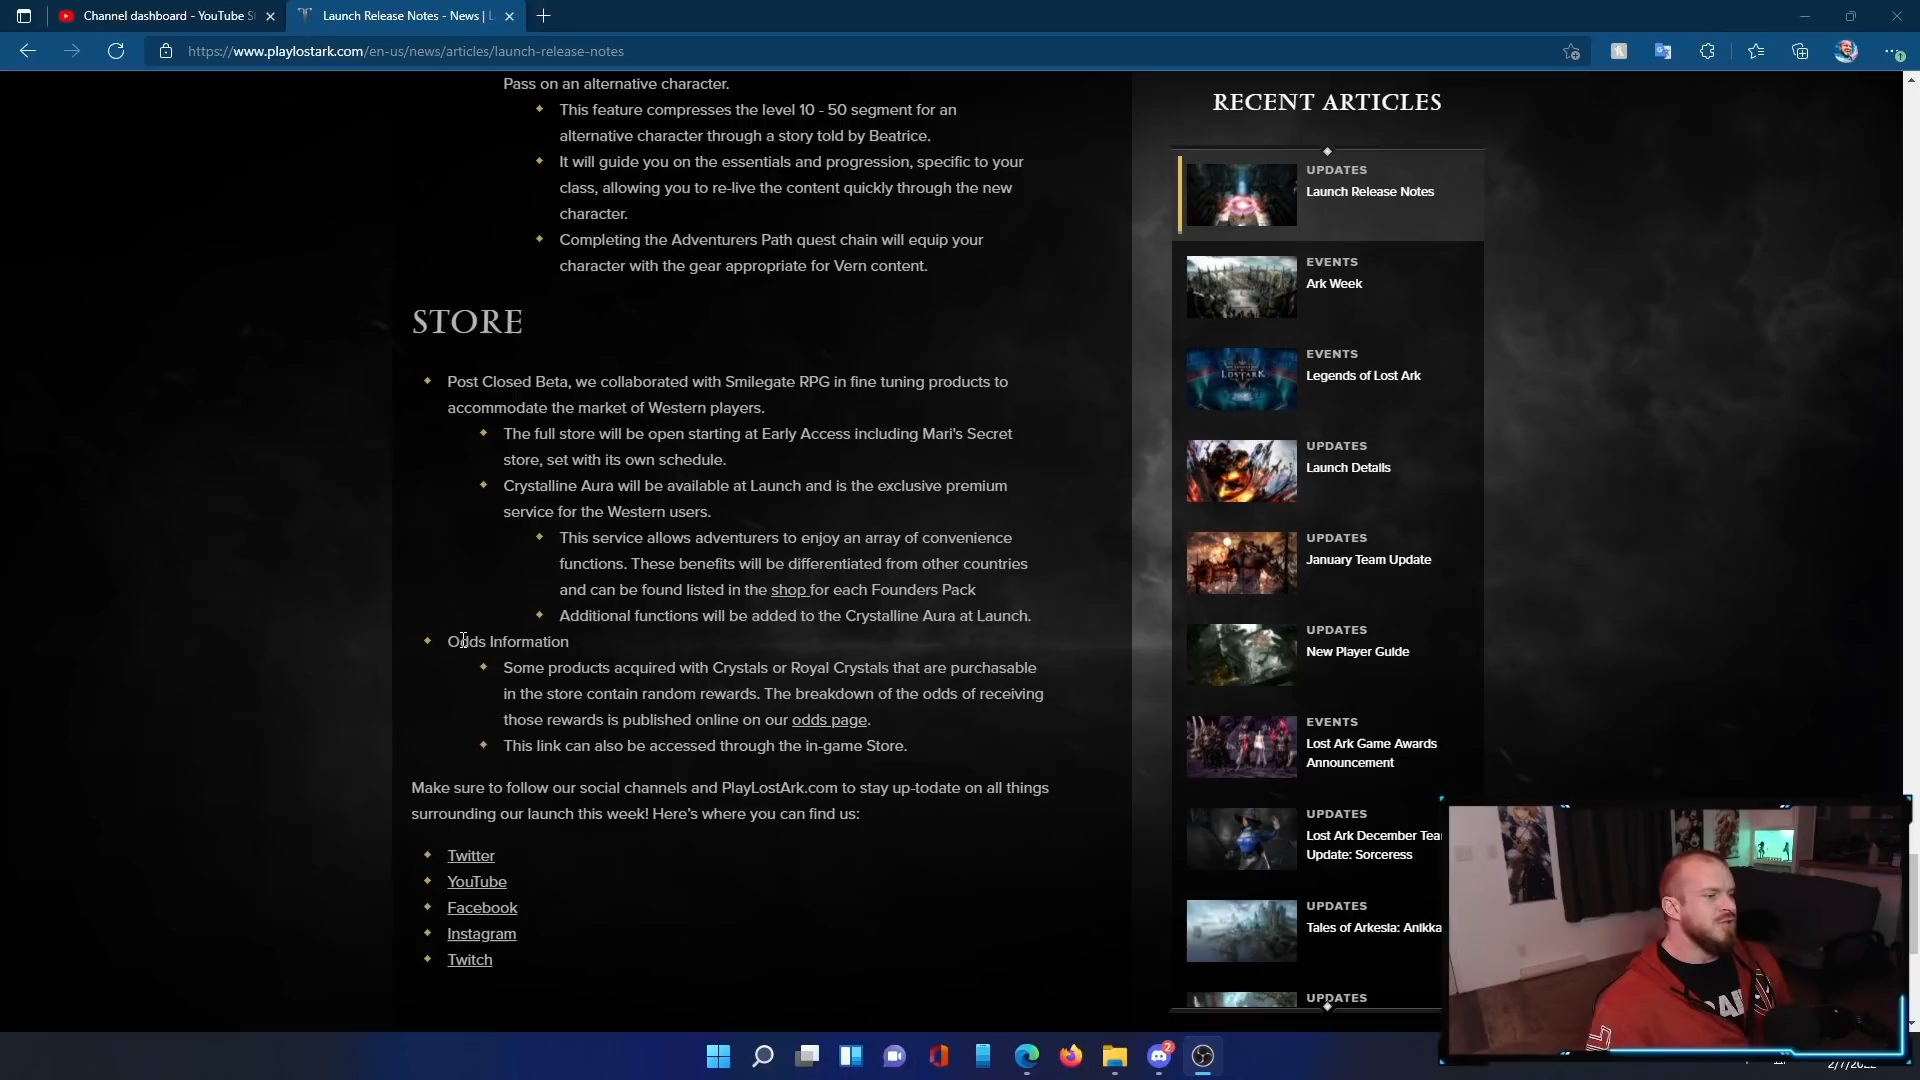 Channel dashboard - YouTube S
Launch Release Notes - News | L
https://www.playlostark.com/en-us/news/articles/launch-release-notes
Pass on an alternative character.
This feature compresses the level 10 - 50 segment for an
alternative character through a story told by Beatrice.
It will guide you on the essentials and progression, specific to your
class, allowing you to re-live the content quickly through the new
character.
Completing the Adventurers Path quest chain will equip your
character with the gear appropriate for Vern content.
STORE
Post Closed Beta, we collaborated with Smilegate RPG in fine tuning products to
accommodate the market of Western players.
The full store will be open starting at Early Access including Mari's Secret
store, set with its own schedule.
Crystalline Aura will be available at Launch and is the exclusive premium
service for the Western users.
This service allows adventurers to enjoy an array of convenience
functions. These benefits will be differentiated from other countries
and can be found listed in the shop for each Founders Pack
Additional functions will be added to the Crystalline Aura at Launch.
Odds Information
Some products acquired with Crystals or Royal Crystals that are purchasable
in the store contain random rewards. The breakdown of the odds of receiving
those rewards is published online on our odds page.
This link can also be accessed through the in-game Store.
Make sure to follow our social channels and PlayLostArk.com to stay up-todate on all things
surrounding our launch this week! Here's where you can find us:
Twitter
YouTube
Facebook
Instagram
Twitch
RECENT ARTICLES
UPDATES
Launch Release Notes
EVENTS
Ark Week
EVENTS
Legends of Lost Ark
LOST ARK
UPDATES
Launch Details
UPDATES
January Team Update
UPDATES
New Player Guide
EVENTS
Lost Ark Game Awards
Announcement
UPDATES
Lost Ark December Tea
Update: Sorceress
UPDATES
Tales of Arkesia: Anikka
UPDATES
2